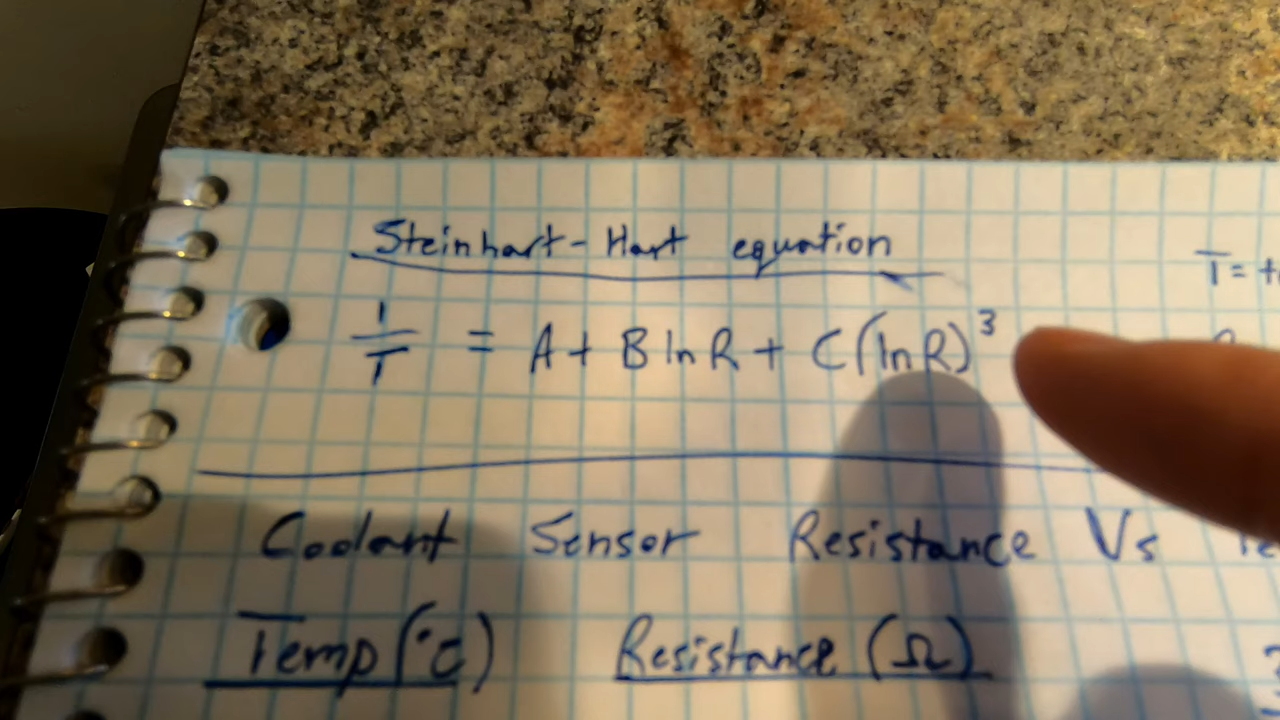 Steinhart-Hart equation
T =
1/T = A + B ln R + C(ln R)³
Coolant Sensor Resistance Vs
Temp (°C) Resistance (Ω)